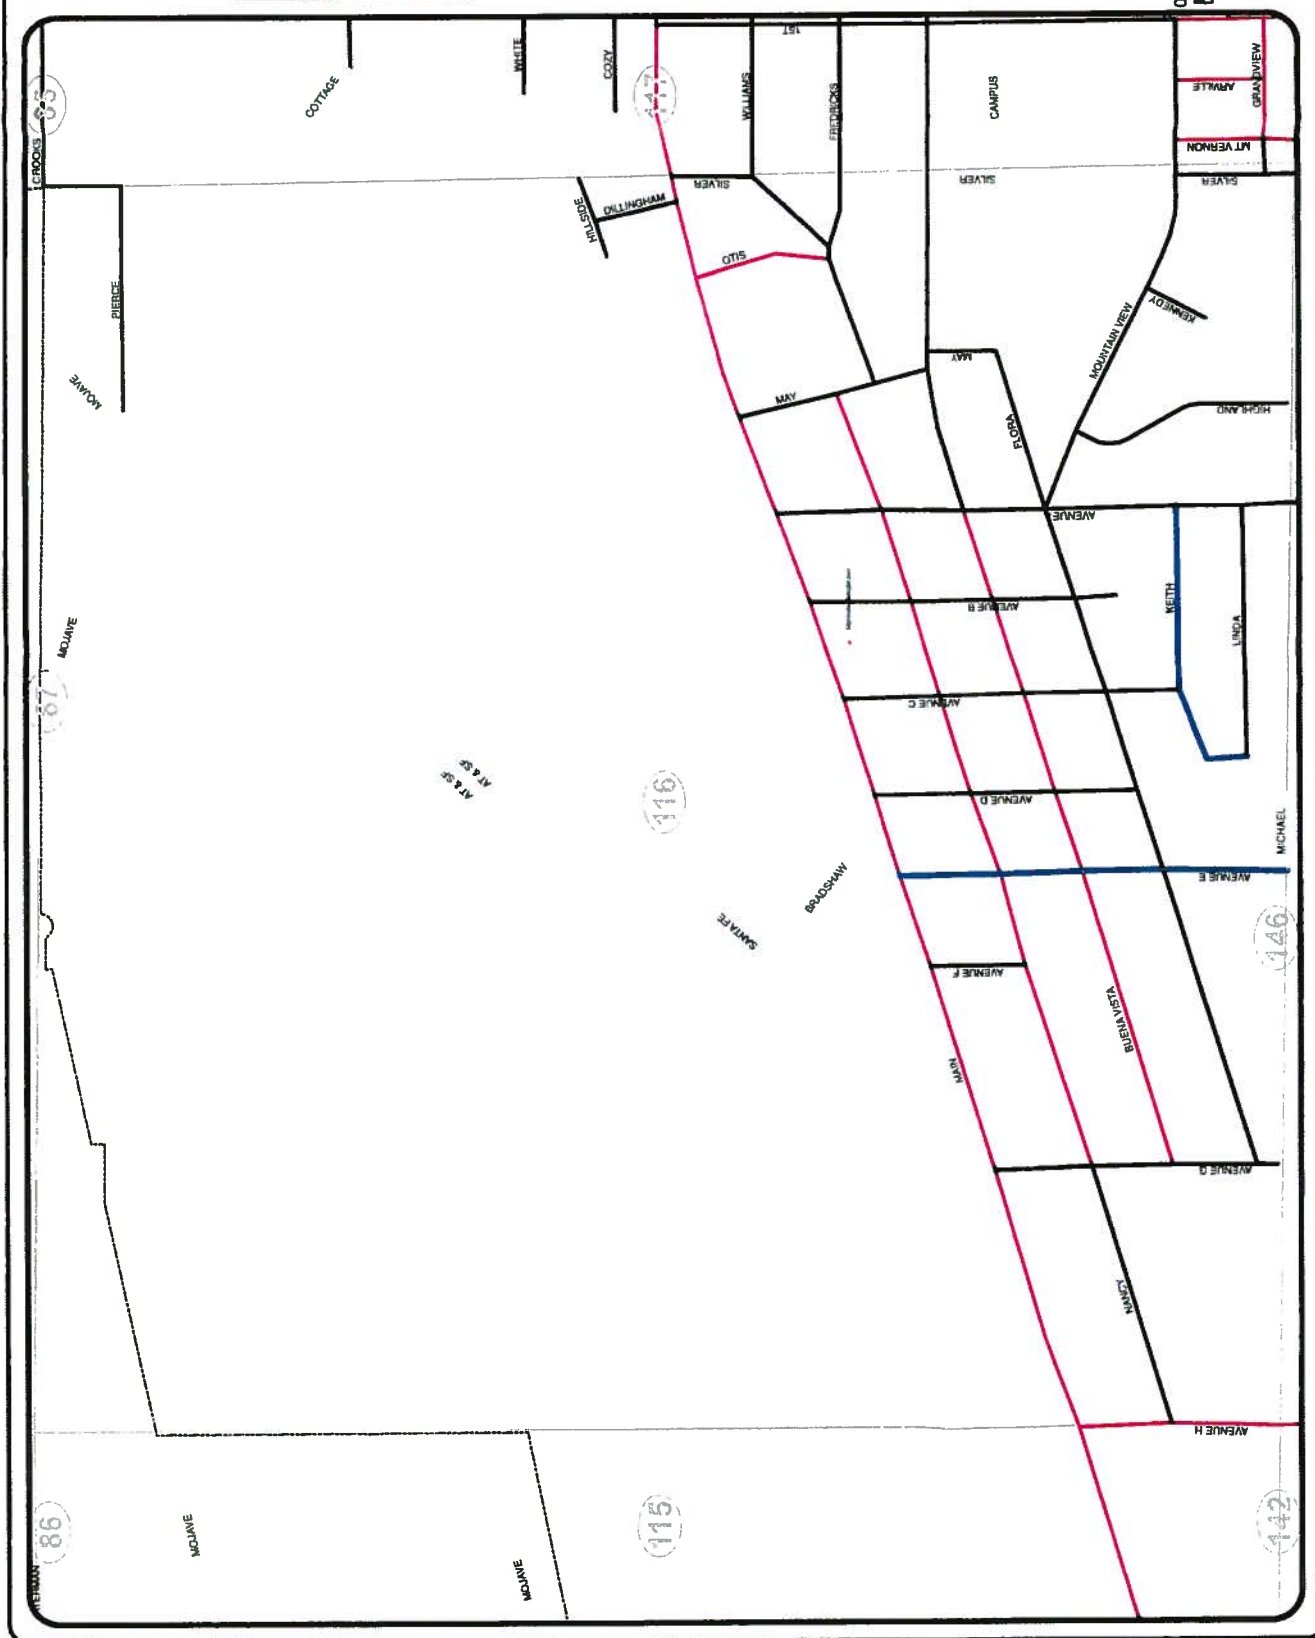 CROOKS
85
COTTAGE
WHITE
COZY
117
WILLIAMS
1ST
FREDRICKS
CAMPUS
ARVILLE
GRANDVIEW
MT VERNON
SILVER
SILVER
SILVER
PIERCE
HILLSIDE
DILLINGHAM
OTIS
KENNEDY
MOUNTAIN VIEW
MOJAVE
MAY
MAY
FLORA
HIGHLAND
AVENUE
MOJAVE
87
AVENUE B
KEITH
LINDA
AVENUE C
AT & SF
AT & SF
116
AVENUE D
MICHAEL
BRADSHAW
AVENUE E
SANTA FE
146
AVENUE F
BUENA VISTA
MAIN
AVENUE G
NANCY
AVENUE H
86
MOJAVE
115
142
MOJAVE